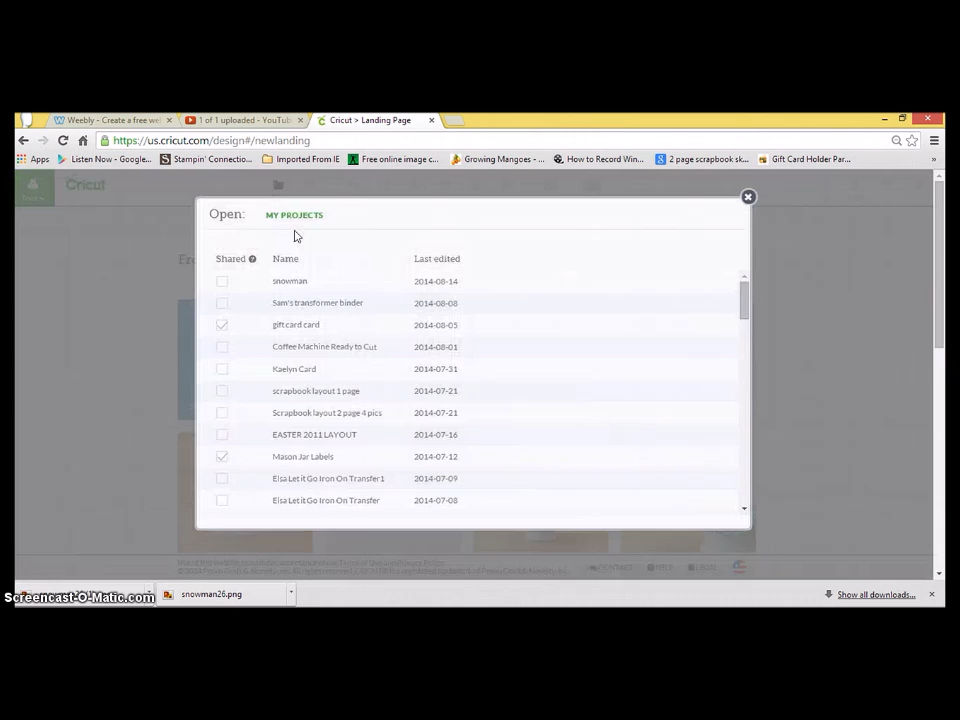 Weebly - Create a free we
1 of 1 uploaded - YouTub
Cricut > Landing Page
https://us.cricut.com/design#/newlanding
Apps
Listen Now - Google...
Stampin' Connectio...
Imported From IE
Free online image c...
Growing Mangoes - ...
How to Record Win...
2 page scrapbook sk...
Gift Card Holder Par...
»
Cricut
Open: MY PROJECTS
Shared Name Last edited
snowman 2014-08-14
Sam's transformer binder 2014-08-08
gift card card 2014-08-05
Coffee Machine Ready to Cut 2014-08-01
Kaelyn Card 2014-07-31
scrapbook layout 1 page 2014-07-21
Scrapbook layout 2 page 4 pics 2014-07-21
EASTER 2011 LAYOUT 2014-07-16
Mason Jar Labels 2014-07-12
Elsa Let it Go Iron On Transfer1 2014-07-09
Elsa Let it Go Iron On Transfer 2014-07-08
CONTACT HELP LEGAL
Screencast-O-Matic.com
snowman26.png
Show all downloads...